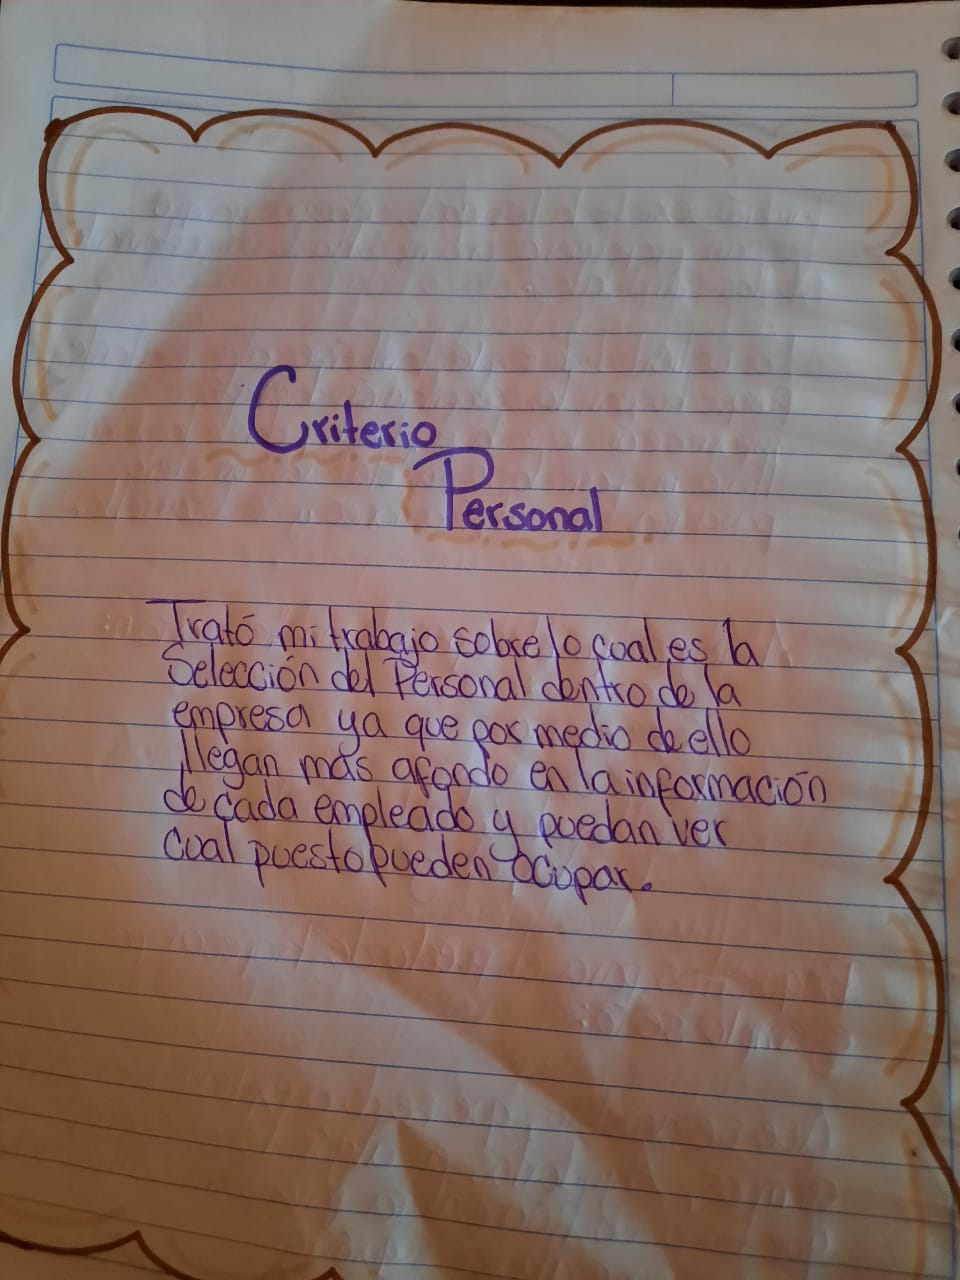 Criterio
Personal
Trató mi trabajo sobre lo cual es la
Selección del Personal dentro de la
empresa ya que por medio de ello
llegan más afondo en la información
de cada empleado y puedan ver
cual puesto pueden ocupar.